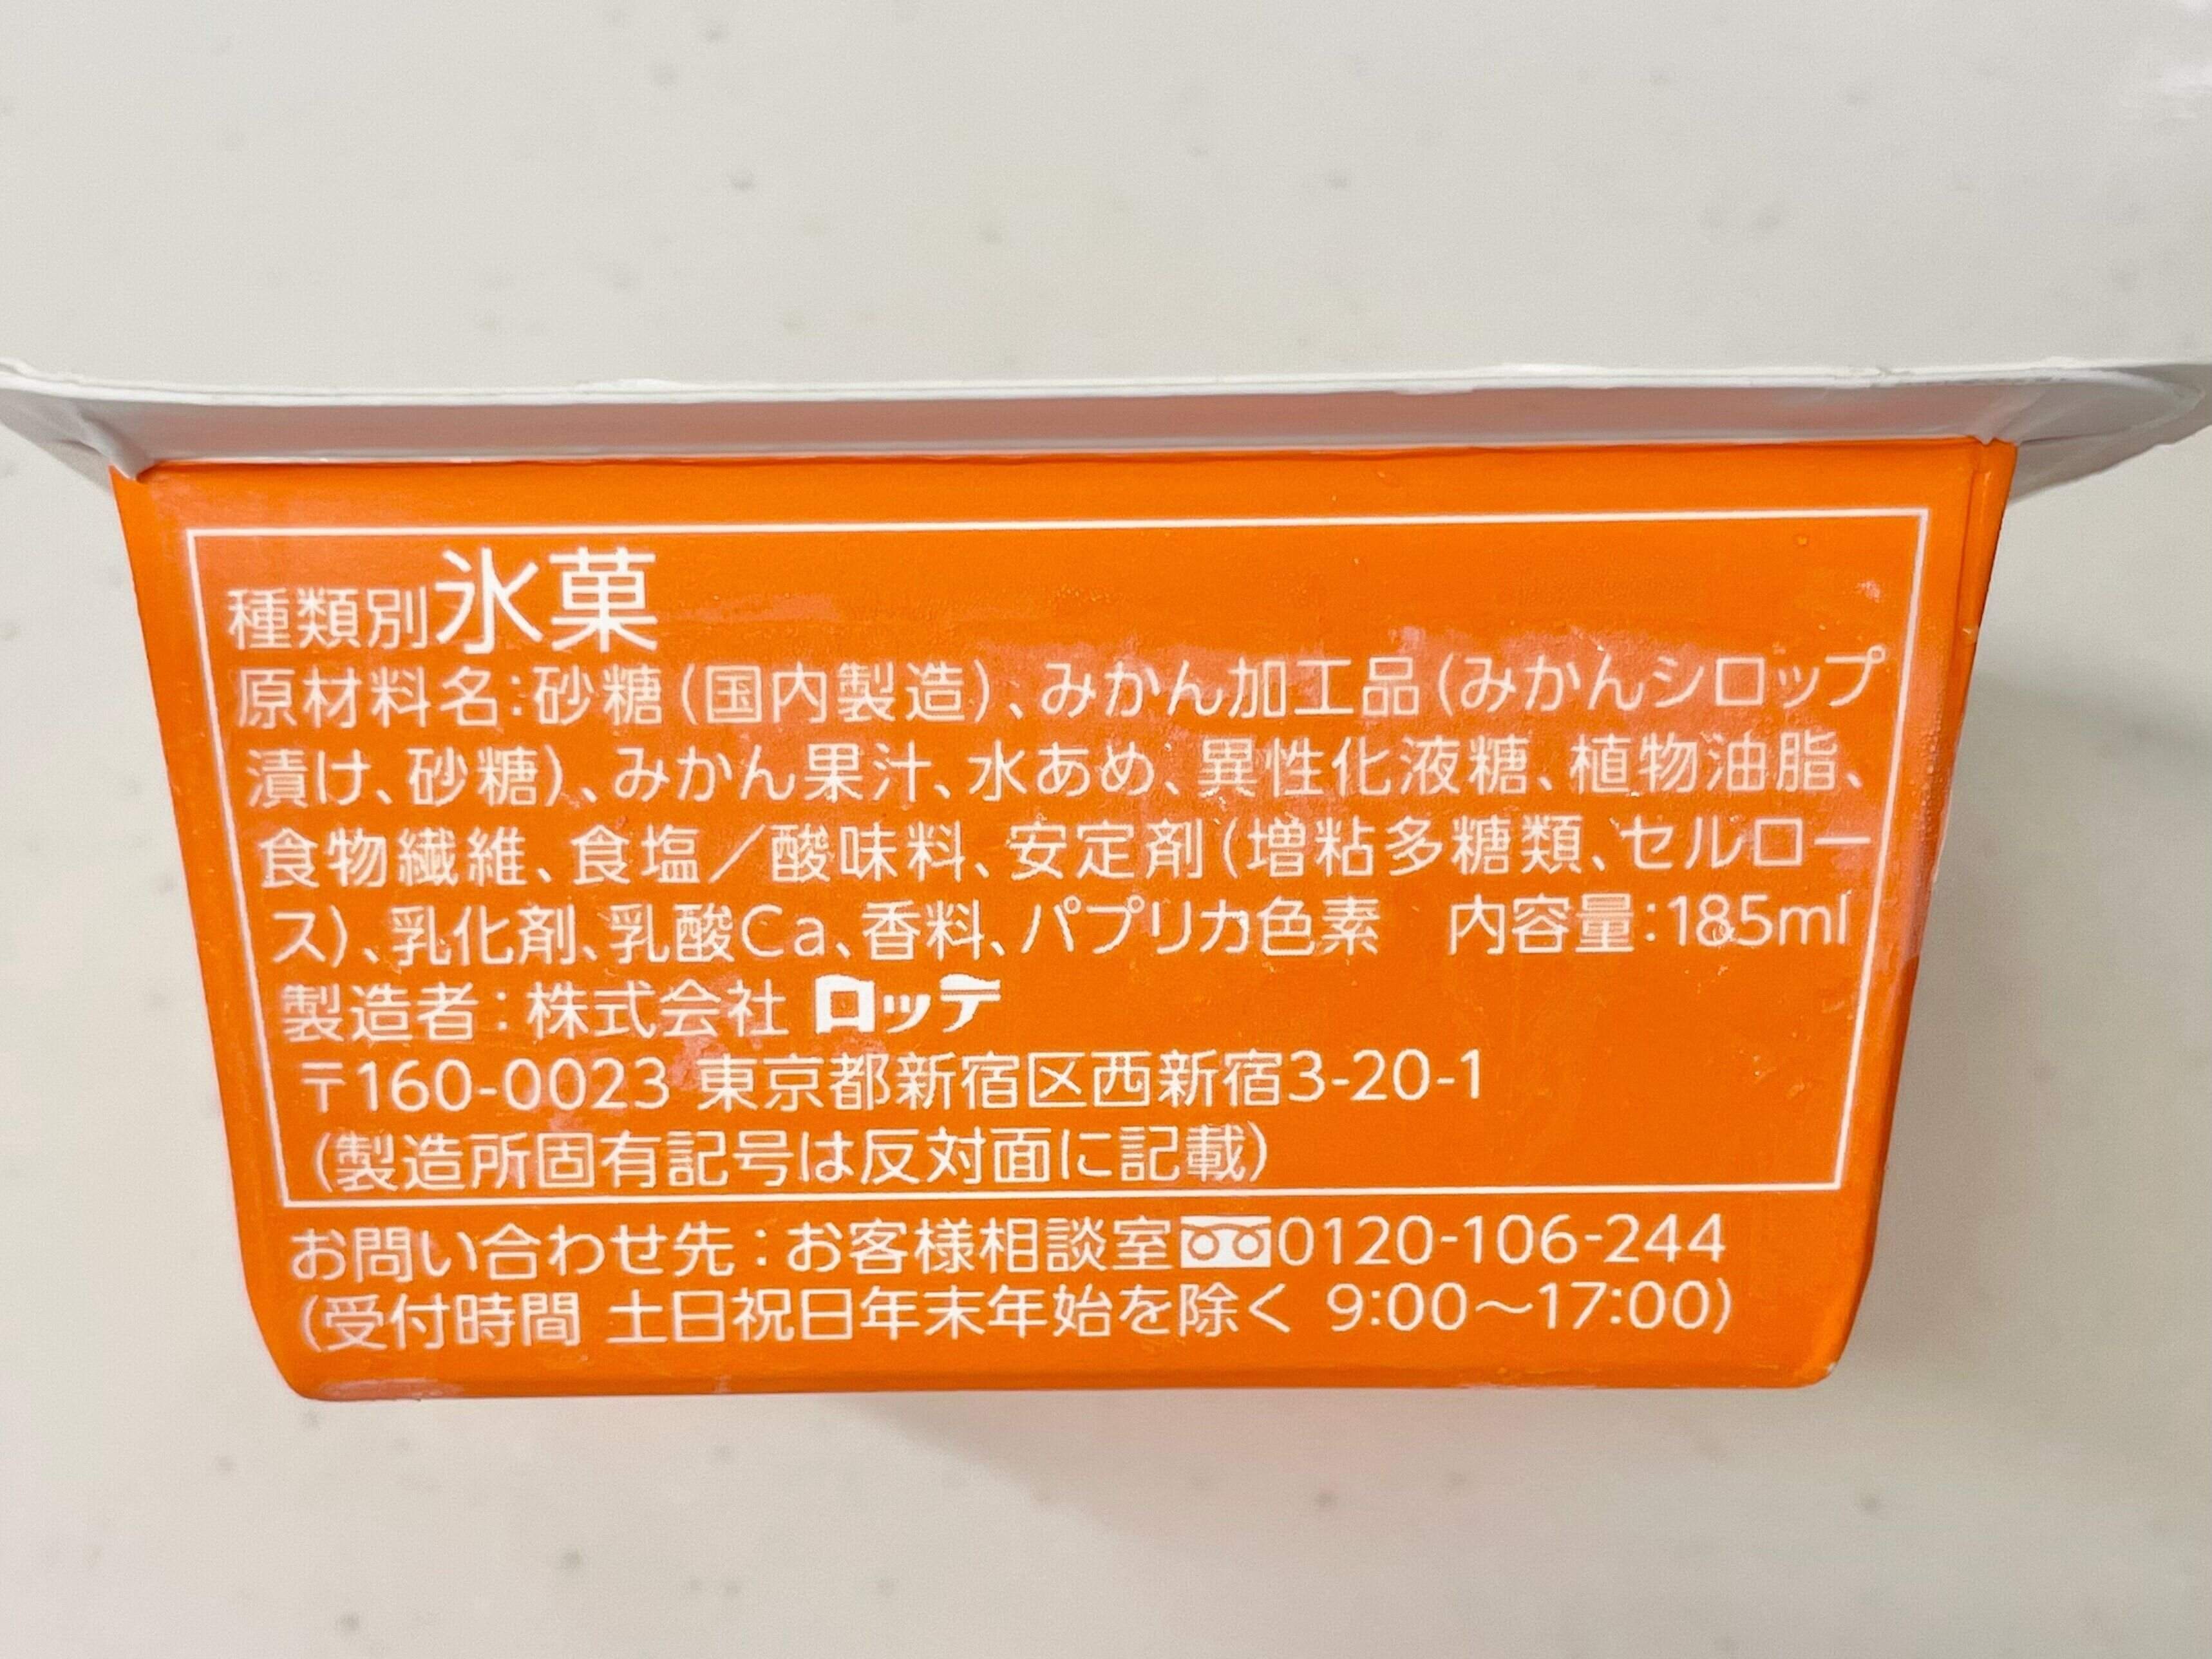 種類別氷菓
原材料名:砂糖(国内製造)、みかん加工品(みかんシロップ
漬け、砂糖)、みかん果汁、水あめ、異性化液糖、植物油脂、
食物繊維、食塩/酸味料、安定剤(増粘多糖類、セルロー
ス)、乳化剤、乳酸Ca、香料、パプリカ色素 内容量:185ml
製造者:株式会社 ロッテ
〒160-0023 東京都新宿区西新宿3-20-1
(製造所固有記号は反対面に記載)
お問い合わせ先:お客様相談室0120-106-244
(受付時間 土日祝日年末年始を除く 9:00〜17:00)